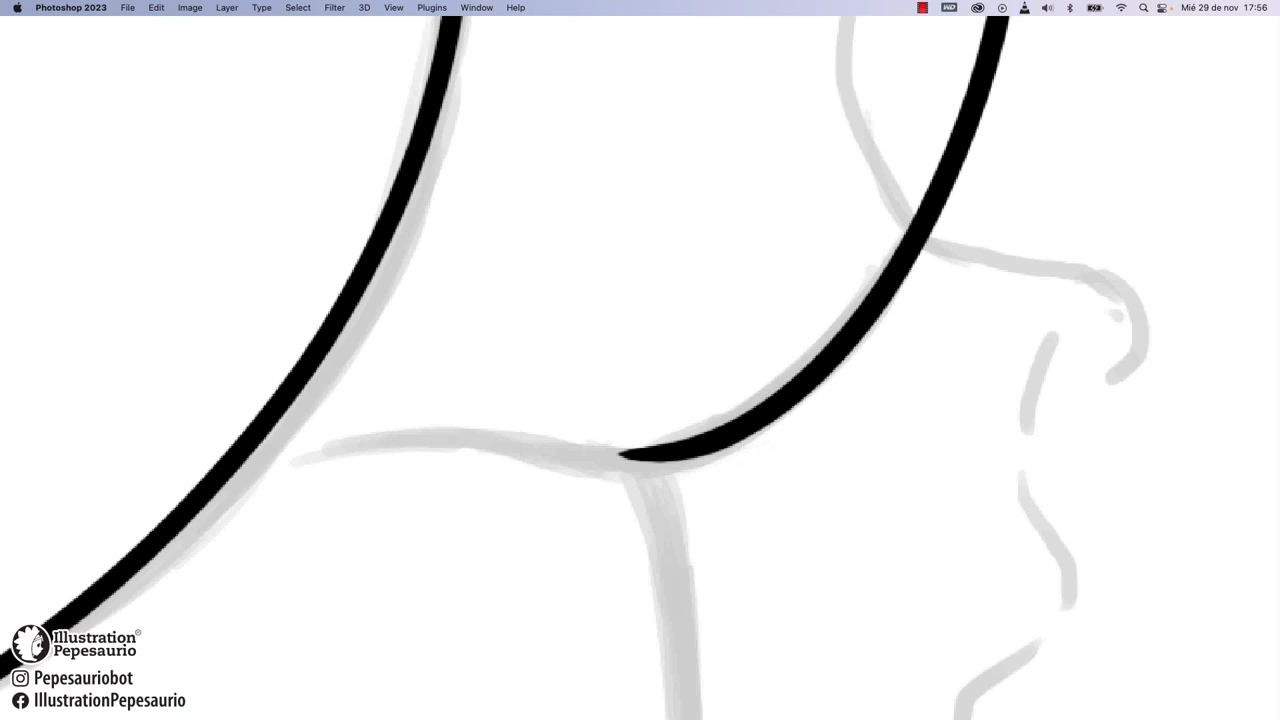 Photoshop 2023 File Edit Image Layer Type Select Filter 3D View Plugins Window Help Mié 29 de nov 17:56
Illustration®
Pepesaurio
Pepesauriobot
IllustrationPepesaurio